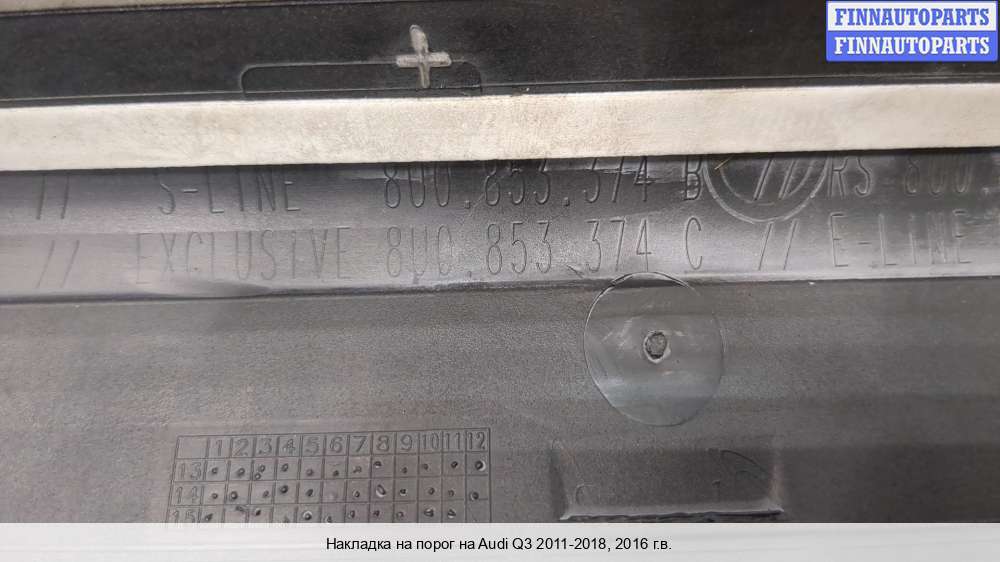 FINNAUTOPARTS
FINNAUTOPARTS
// S-LiNE 8U0.853.374 B // RS 8U0.
// EXCLUSiVE 8U0.853.374 C // E-LiNE
1 2 3 4 5 6 7 8 9 10 11 12
13
14
15
Накладка на порог на Audi Q3 2011-2018, 2016 г.в.